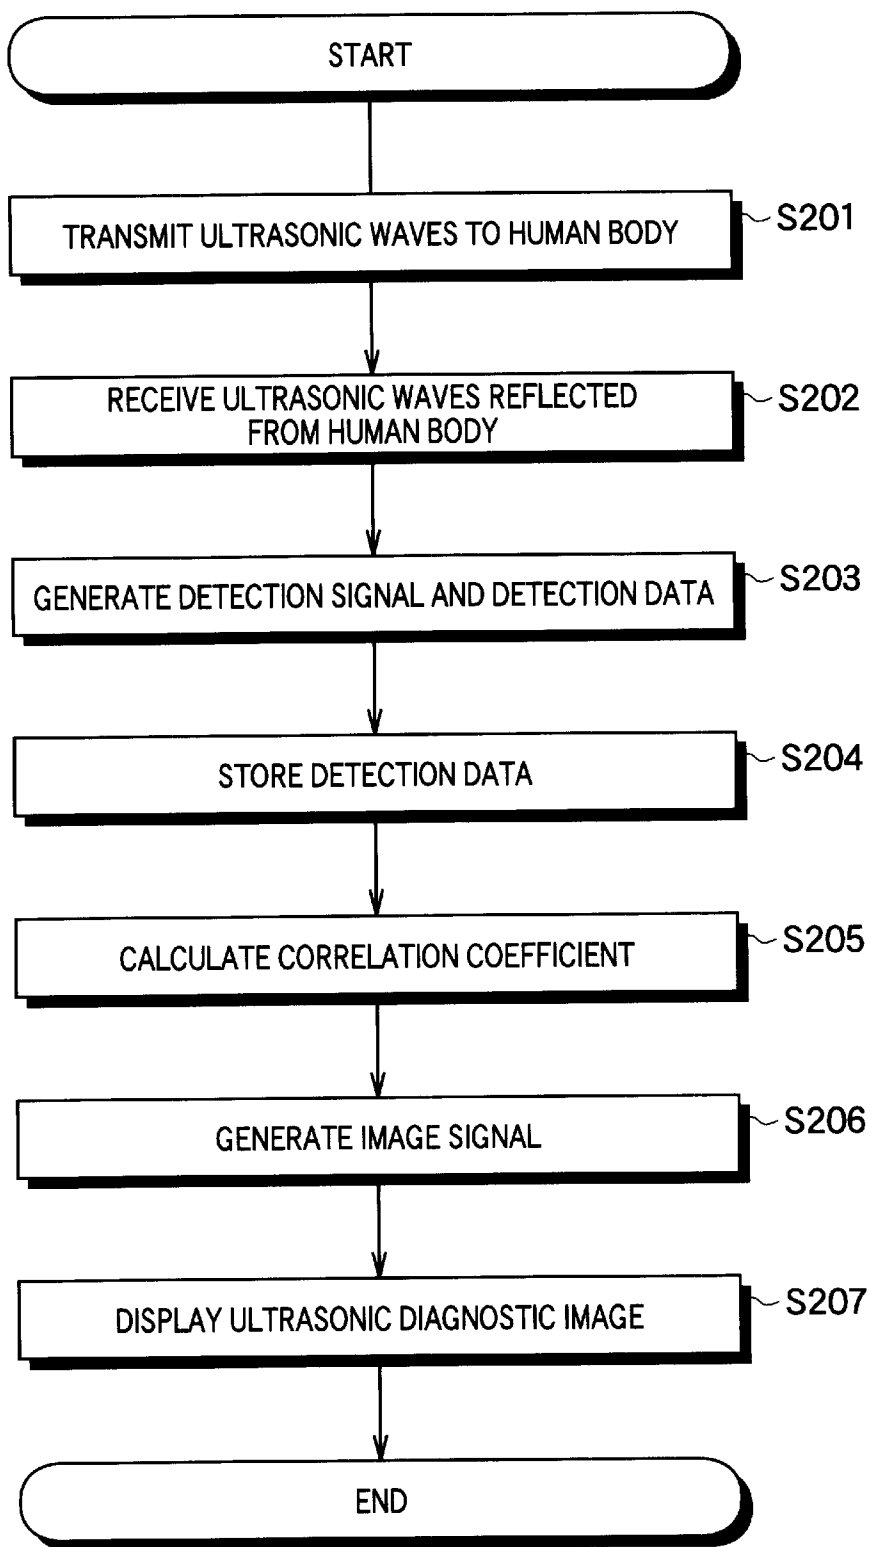 START
TRANSMIT ULTRASONIC WAVES TO HUMAN BODY
S201
RECEIVE ULTRASONIC WAVES REFLECTED
FROM HUMAN BODY
S202
GENERATE DETECTION SIGNAL AND DETECTION DATA
S203
STORE DETECTION DATA
S204
CALCULATE CORRELATION COEFFICIENT
S205
GENERATE IMAGE SIGNAL
S206
DISPLAY ULTRASONIC DIAGNOSTIC IMAGE
S207
END